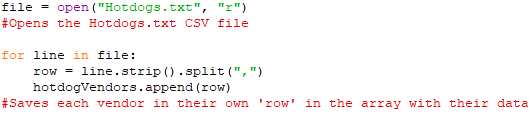 file = open("Hotdogs.txt", "r")
#Opens the Hotdogs.txt CSV file

for line in file:
    row = line.strip().split(",")
    hotdogVendors.append(row)
#Saves each vendor in their own 'row' in the array with their data